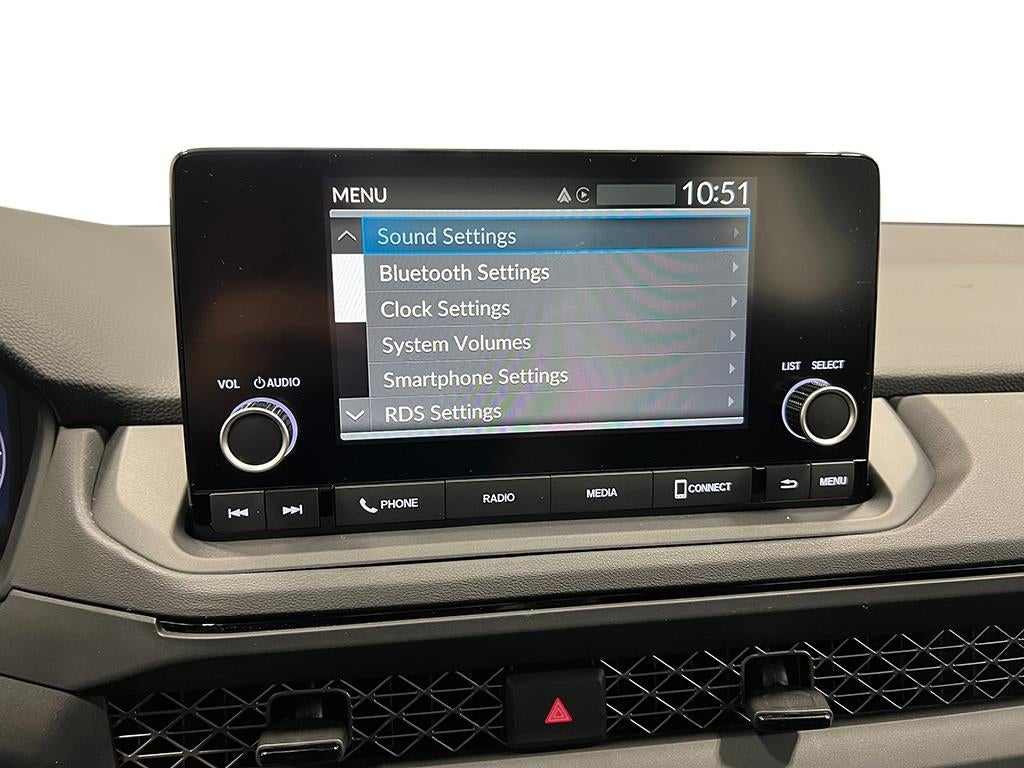 MENU 10:51
Sound Settings
Bluetooth Settings
Clock Settings
System Volumes
Smartphone Settings
RDS Settings
VOL AUDIO
LIST SELECT
PHONE RADIO MEDIA CONNECT MENU